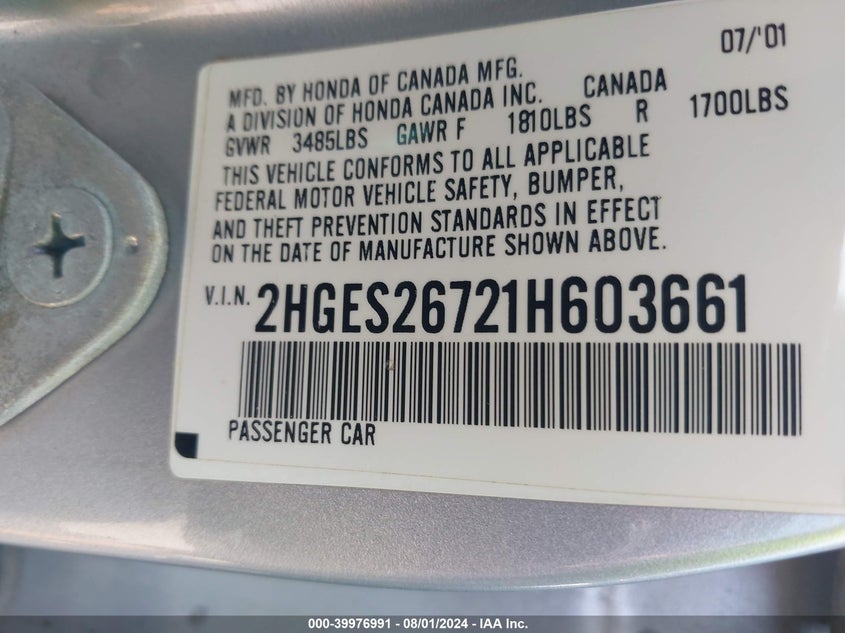 07/'01
MFD. BY HONDA OF CANADA MFG.
A DIVISION OF HONDA CANADA INC. CANADA
GVWR 3485LBS GAWR F 1810LBS R 1700LBS
THIS VEHICLE CONFORMS TO ALL APPLICABLE
FEDERAL MOTOR VEHICLE SAFETY, BUMPER,
AND THEFT PREVENTION STANDARDS IN EFFECT
ON THE DATE OF MANUFACTURE SHOWN ABOVE.
V.I.N. 2HGES26721H603661
PASSENGER CAR
000-39976991 - 08/01/2024 - IAA Inc.